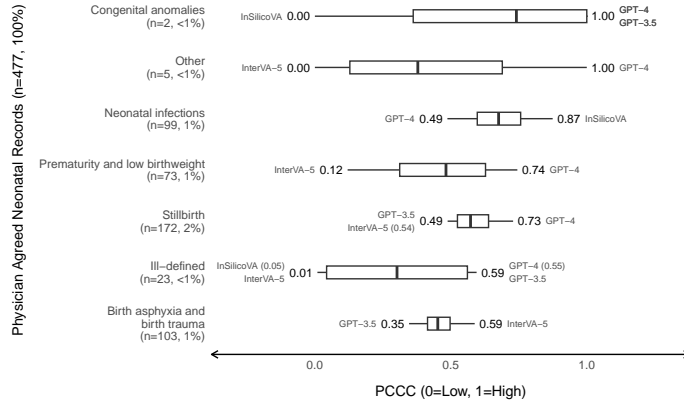 Physician Agreed Neonatal Records (n=477, 100%)
Congenital anomalies
(n=2, <1%)
InSilicoVA 0.00
1.00 GPT−4
GPT−3.5
Other
(n=5, <1%)
InterVA−5 0.00
1.00 GPT−4
Neonatal infections
(n=99, 1%)
GPT−4 0.49
0.87 InSilicoVA
Prematurity and low birthweight
(n=73, 1%)
InterVA−5 0.12
0.74 GPT−4
Stillbirth
(n=172, 2%)
GPT−3.5
InterVA−5 (0.54)
0.49
0.73 GPT−4
Ill−defined
(n=23, <1%)
InSilicoVA (0.05)
InterVA−5
0.01
0.59
GPT−4 (0.55)
GPT−3.5
Birth asphyxia and
birth trauma
(n=103, 1%)
GPT−3.5 0.35
0.59 InterVA−5
0.0 0.5 1.0
PCCC (0=Low, 1=High)